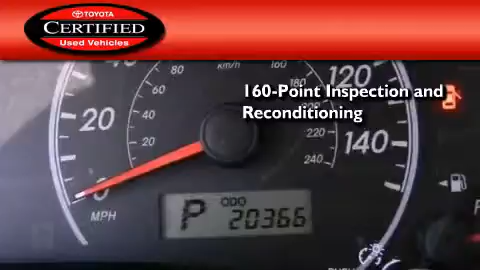 TOYOTA
CERTIFIED
Used Vehicles
160-Point Inspection and
Reconditioning
80
km/h
160
120
20
60
180
40
200
140
20
220
240
0
MPH
P
ODO
20366